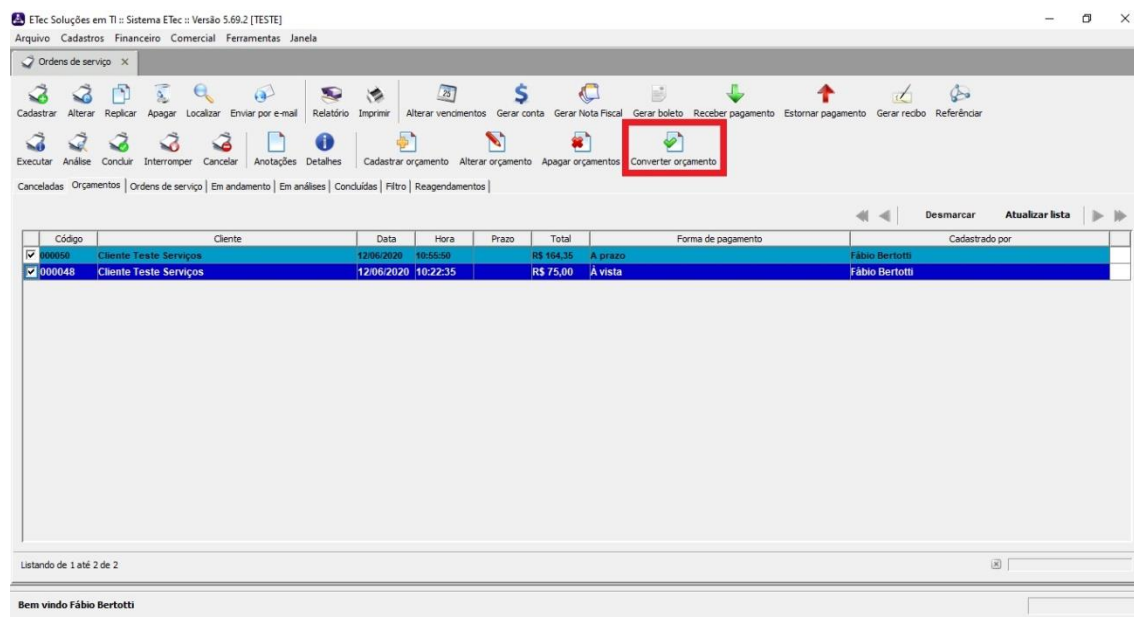 ETec Soluções em TI :: Sistema ETec :: Versão 5.69.2 [TESTE]
Arquivo Cadastros Financeiro Comercial Ferramentas Janela
Ordens de serviço
Cadastrar Alterar Replicar Apagar Localizar Enviar por e-mail Relatório Imprimir Alterar vencimentos Gerar conta Gerar Nota Fiscal Gerar boleto Receber pagamento Estornar pagamento Gerar recibo Referênciar
Executar Análise Concluir Interromper Cancelar Anotações Detalhes Cadastrar orçamento Alterar orçamento Apagar orçamentos Converter orçamento
Canceladas Orçamentos Ordens de serviço Em andamento Em análises Concluídas Filtro Reagendamentos
Desmarcar Atualizar lista
Código Cliente Data Hora Prazo Total Forma de pagamento Cadastrado por
000050 Cliente Teste Serviços 12/06/2020 10:55:50 R$ 164,35 A prazo Fábio Bertotti
000048 Cliente Teste Serviços 12/06/2020 10:22:35 R$ 75,00 À vista Fábio Bertotti
Listando de 1 até 2 de 2
Bem vindo Fábio Bertotti